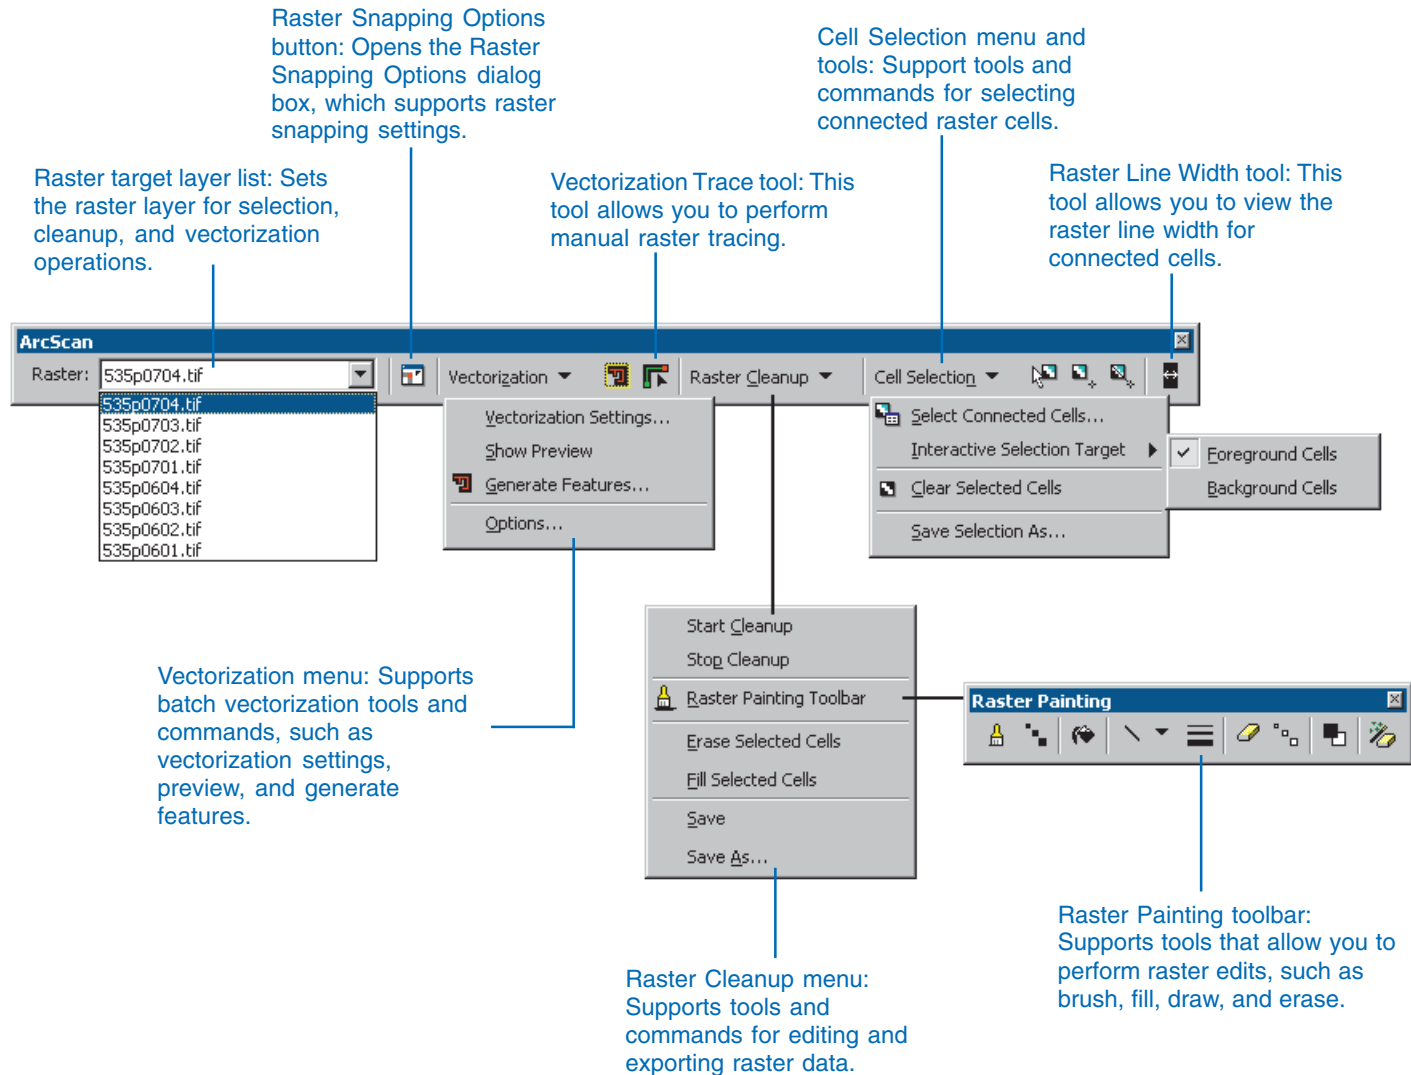 Raster Snapping Options
button: Opens the Raster
Snapping Options dialog
box, which supports raster
snapping settings.
Cell Selection menu and
tools: Support tools and
commands for selecting
connected raster cells.
Raster target layer list: Sets
the raster layer for selection,
cleanup, and vectorization
operations.
Vectorization Trace tool: This
tool allows you to perform
manual raster tracing.
Raster Line Width tool: This
tool allows you to view the
raster line width for
connected cells.
ArcScan
Raster: 535p0704.tif Vectorization Raster Cleanup Cell Selection
535p0704.tif
535p0703.tif
535p0702.tif
535p0701.tif
535p0604.tif
535p0603.tif
535p0602.tif
535p0601.tif
Vectorization Settings...
Show Preview
Generate Features...
Options...
Select Connected Cells...
Interactive Selection Target
Clear Selected Cells
Save Selection As...
Foreground Cells
Background Cells
Start Cleanup
Stop Cleanup
Raster Painting Toolbar
Erase Selected Cells
Fill Selected Cells
Save
Save As...
Raster Painting
Vectorization menu: Supports
batch vectorization tools and
commands, such as
vectorization settings,
preview, and generate
features.
Raster Painting toolbar:
Supports tools that allow you to
perform raster edits, such as
brush, fill, draw, and erase.
Raster Cleanup menu:
Supports tools and
commands for editing and
exporting raster data.